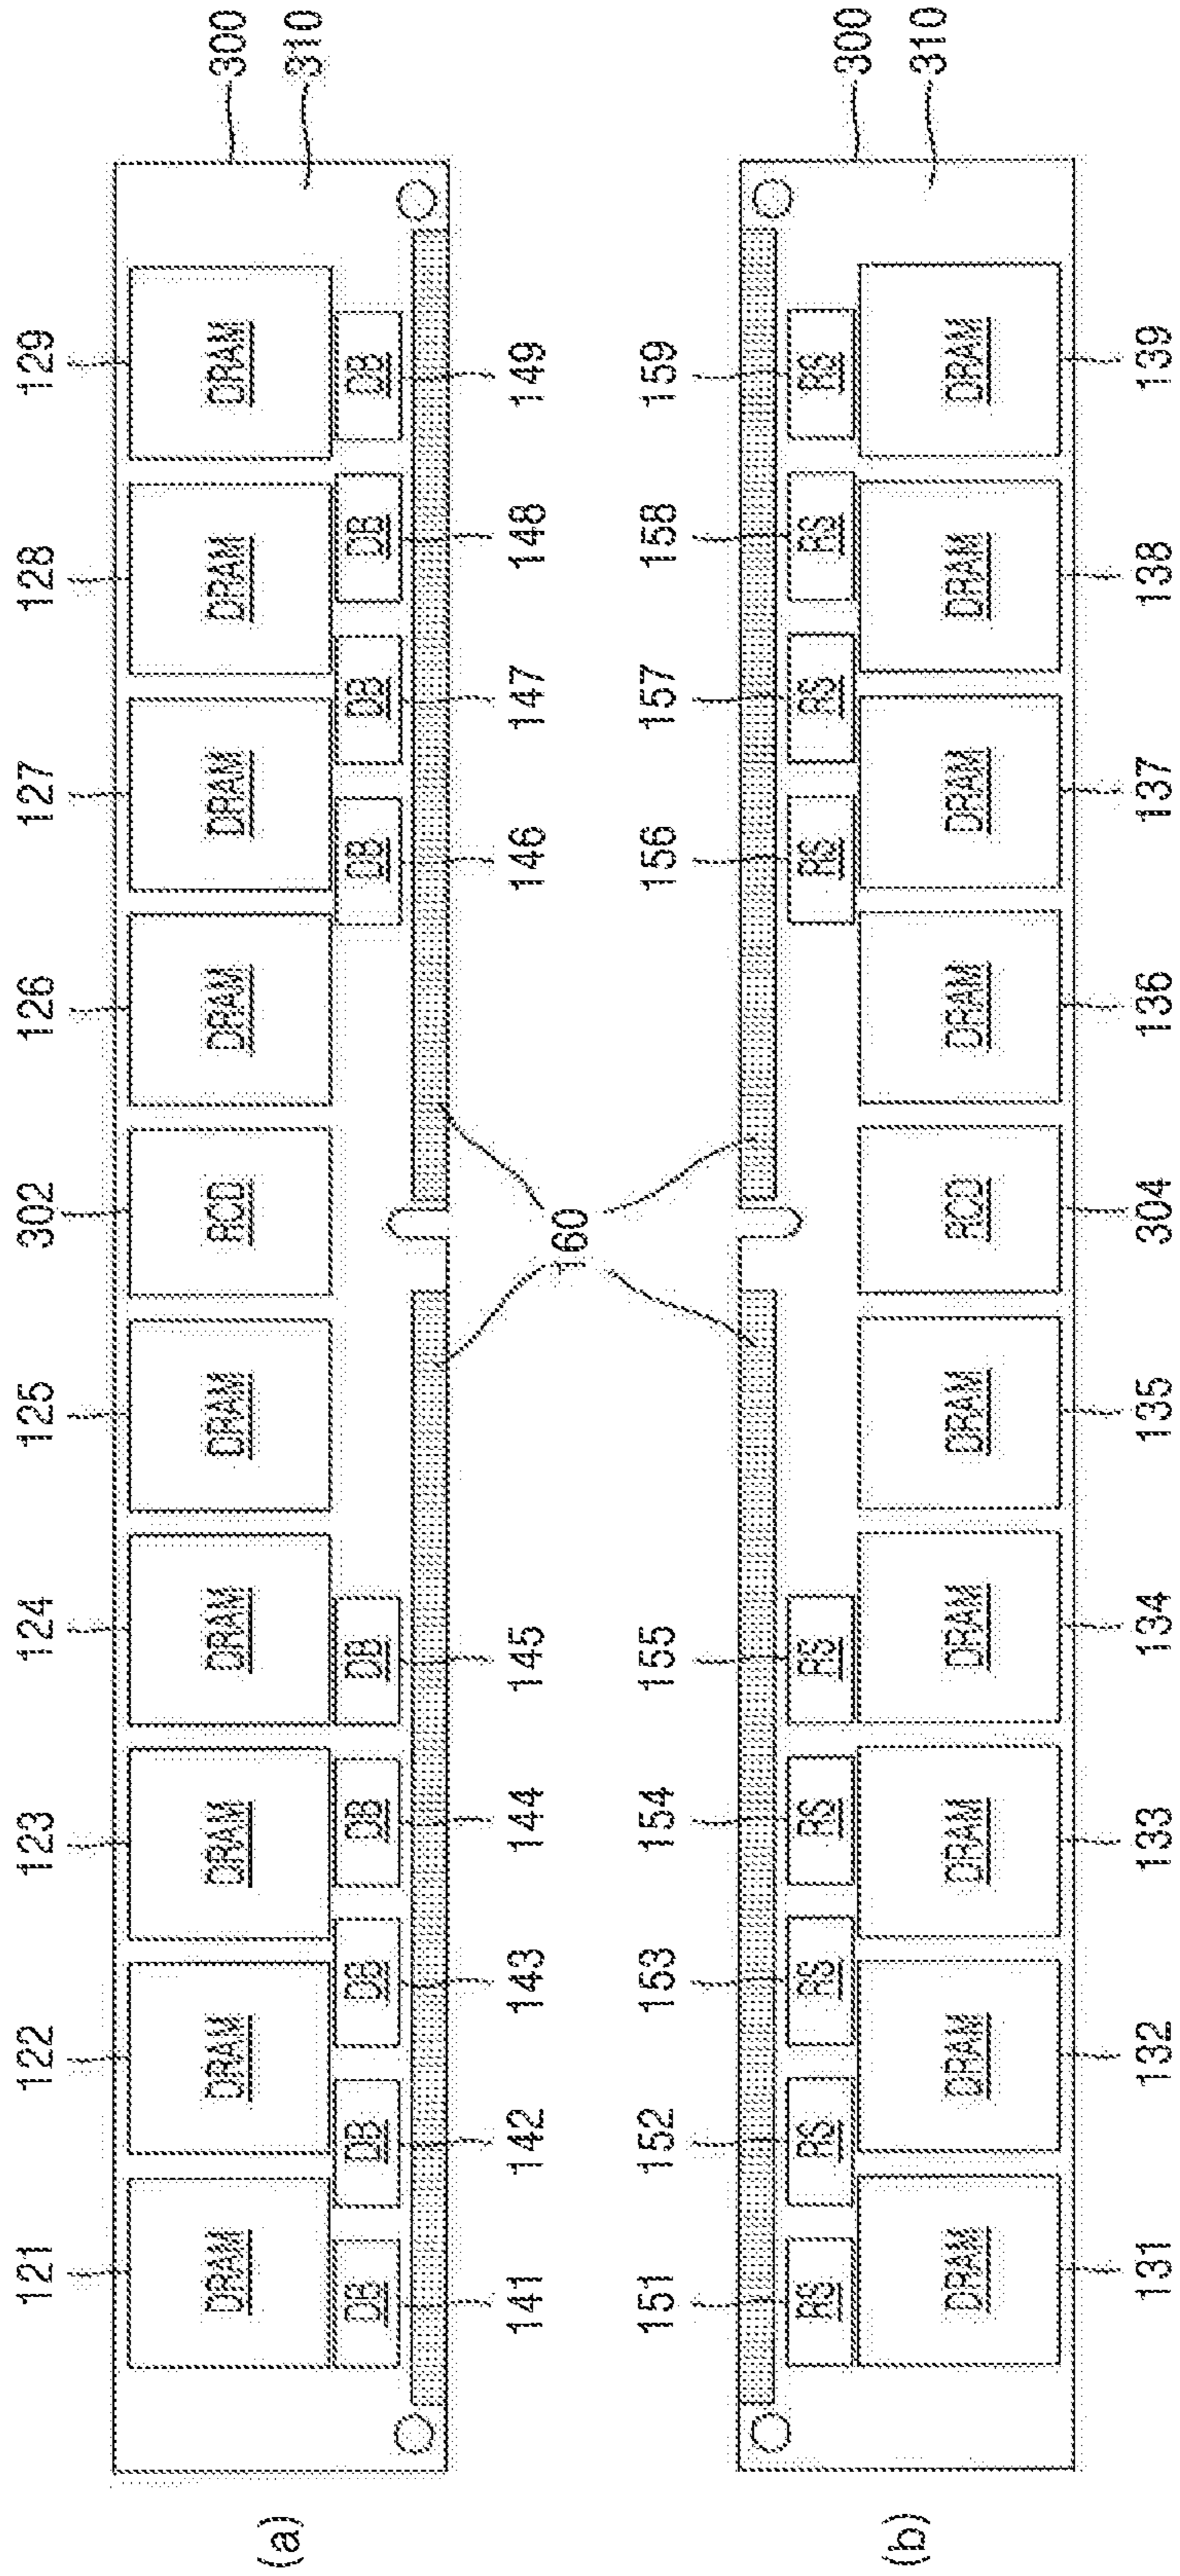 (a)
121 122 123 124 125 302 126 127 128 129
DRAM DRAM DRAM DRAM DRAM RCD DRAM DRAM DRAM DRAM
300
310
DB DB DB DB DB DB DB DB DB
141 142 143 144 145 146 147 148 149
160
151 152 153 154 155 156 157 158 159
RS RS RS RS RS RS RS RS RS
300
310
DRAM DRAM DRAM DRAM DRAM RCD DRAM DRAM DRAM DRAM
131 132 133 134 135 304 136 137 138 139
(b)